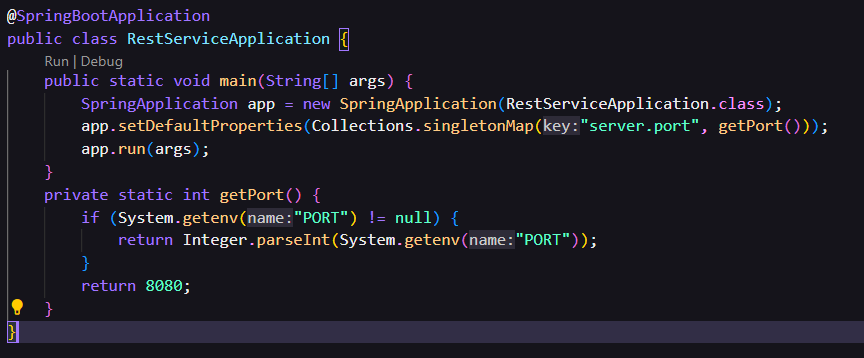 @SpringBootApplication
public class RestServiceApplication {
Run | Debug
public static void main(String[] args) {
SpringApplication app = new SpringApplication(RestServiceApplication.class);
app.setDefaultProperties(Collections.singletonMap(key:"server.port", getPort()));
app.run(args);
}
private static int getPort() {
if (System.getenv(name:"PORT") != null) {
return Integer.parseInt(System.getenv(name:"PORT"));
}
return 8080;
}
}